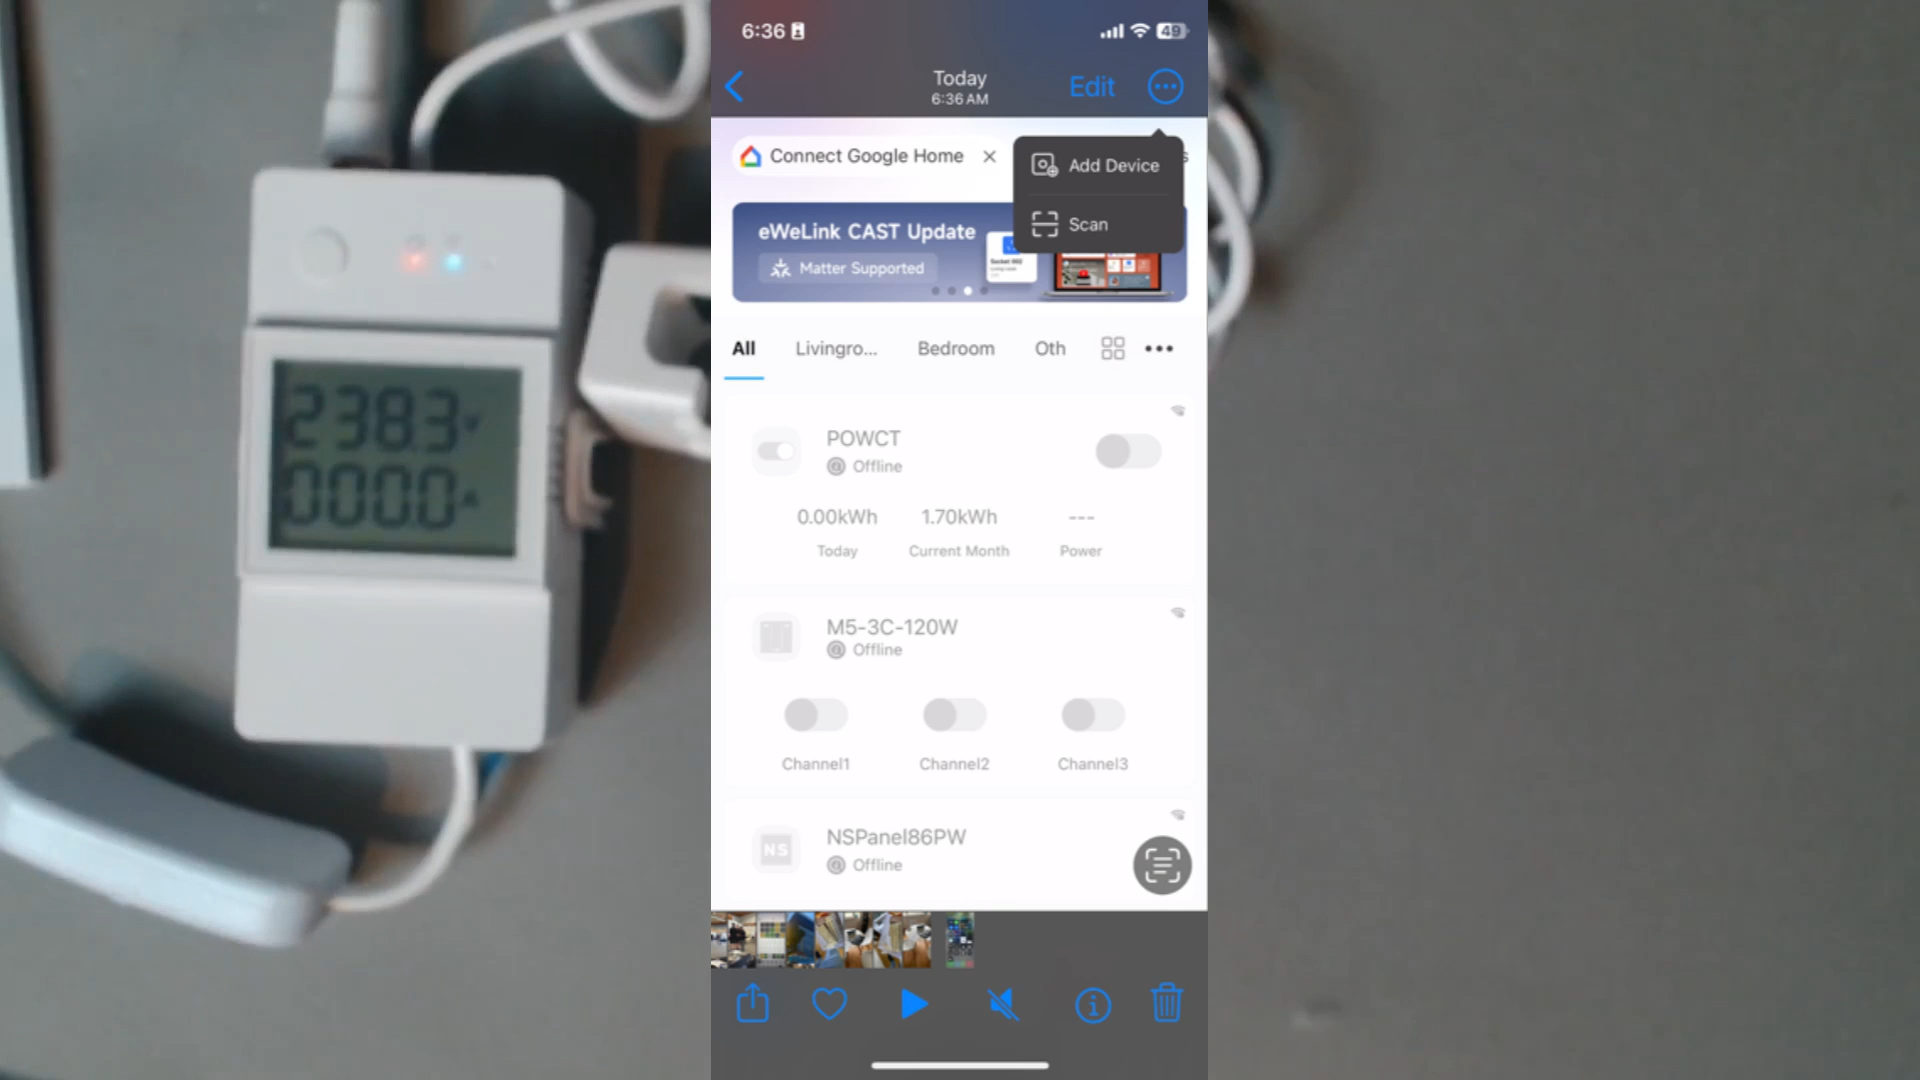 238.3 V
000.0 A
6:36
49
Today
6:36 AM
Edit
Connect Google Home
Add Device
Scan
eWeLink CAST Update
Matter Supported
All
Livingro...
Bedroom
Oth
POWCT
Offline
0.00kWh
1.70kWh
---
Today
Current Month
Power
M5-3C-120W
Offline
Channel1
Channel2
Channel3
NS
NSPanel86PW
Offline